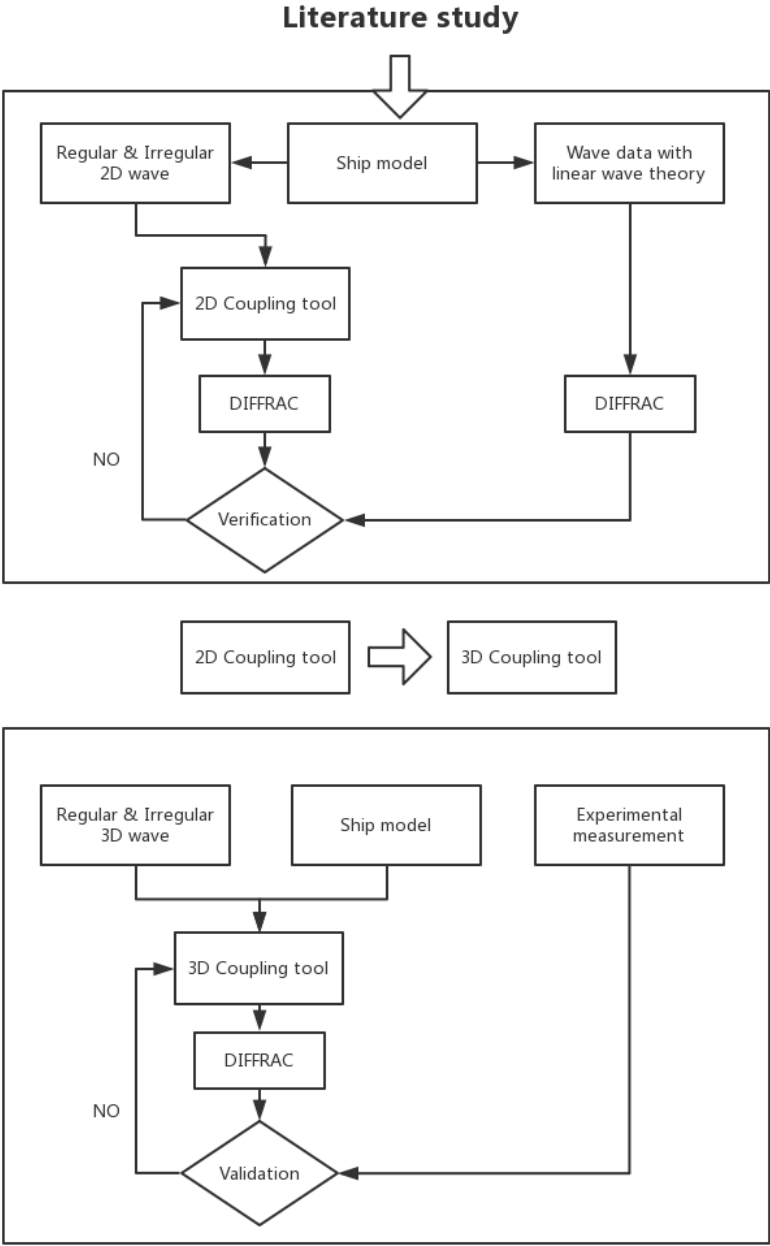 Literature study
Regular & Irregular
2D wave
Ship model
Wave data with
linear wave theory
2D Coupling tool
DIFFRAC
DIFFRAC
NO
Verification
2D Coupling tool
3D Coupling tool
Regular & Irregular
3D wave
Ship model
Experimental
measurement
3D Coupling tool
DIFFRAC
NO
Validation